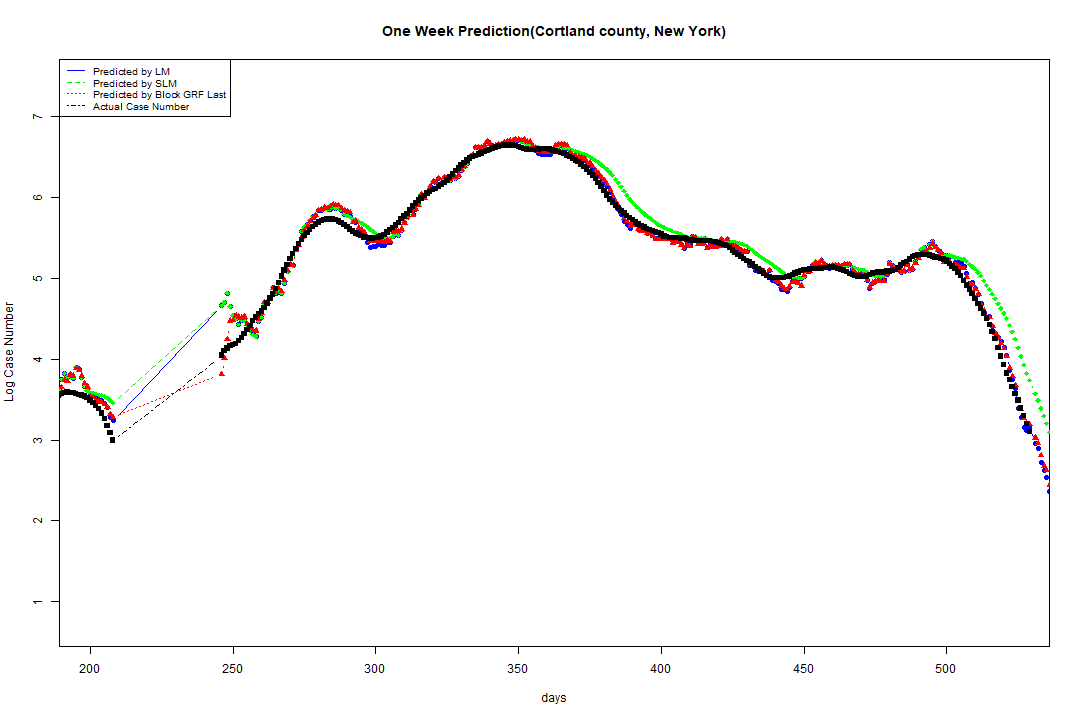 One Week Prediction(Cortland county, New York)
Predicted by LM
Predicted by SLM
Predicted by Block GRF Last
Actual Case Number
Log Case Number
7
6
5
4
3
2
1
200 250 300 350 400 450 500
days